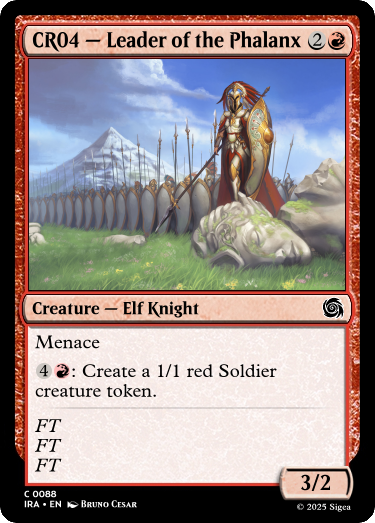 CR04 — Leader of the Phalanx 2
Creature — Elf Knight
Menace
4 : Create a 1/1 red Soldier
creature token.
FT
FT
FT
3/2
C 0088
IRA • EN Bruno Cesar
© 2025 Sigea